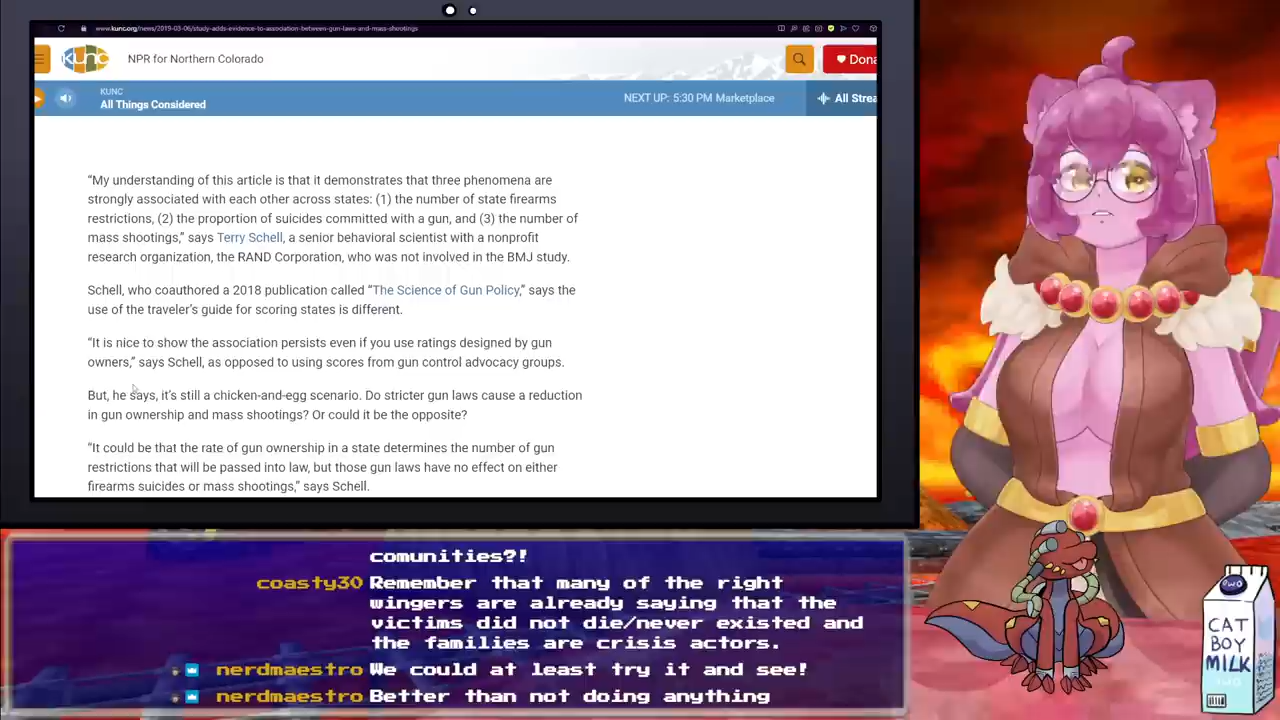 www.kunc.org/news/2019-03-06/study-adds-evidence-to-association-between-gun-laws-and-mass-shootings
kunc
NPR for Northern Colorado
Dona
KUNC
All Things Considered
NEXT UP: 5:30 PM Marketplace
All Strea
“My understanding of this article is that it demonstrates that three phenomena are
strongly associated with each other across states: (1) the number of state firearms
restrictions, (2) the proportion of suicides committed with a gun, and (3) the number of
mass shootings,” says Terry Schell, a senior behavioral scientist with a nonprofit
research organization, the RAND Corporation, who was not involved in the BMJ study.
Schell, who coauthored a 2018 publication called “The Science of Gun Policy,” says the
use of the traveler’s guide for scoring states is different.
“It is nice to show the association persists even if you use ratings designed by gun
owners,” says Schell, as opposed to using scores from gun control advocacy groups.
But, he says, it’s still a chicken-and-egg scenario. Do stricter gun laws cause a reduction
in gun ownership and mass shootings? Or could it be the opposite?
“It could be that the rate of gun ownership in a state determines the number of gun
restrictions that will be passed into law, but those gun laws have no effect on either
firearms suicides or mass shootings,” says Schell.
comunities?!
coasty30 Remember that many of the right
wingers are already saying that the
victims did not die/never existed and
the families are crisis actors.
nerdmaestro We could at least try it and see!
nerdmaestro Better than not doing anything
OWO
CAT
BOY
MILK